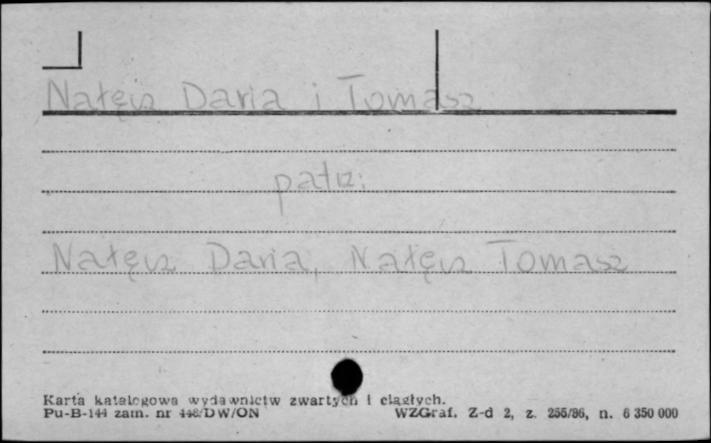 Nałęcz Daria i Tomasz
patrz:
Nałęcz Daria, Nałęcz Tomasz
Karta katalogowa wydawnictw zwartych i ciągłych.
Pu-B-144 zam. nr 448/DW/ON WZGraf. Z-d 2, z. 255/86, n. 6 350 000